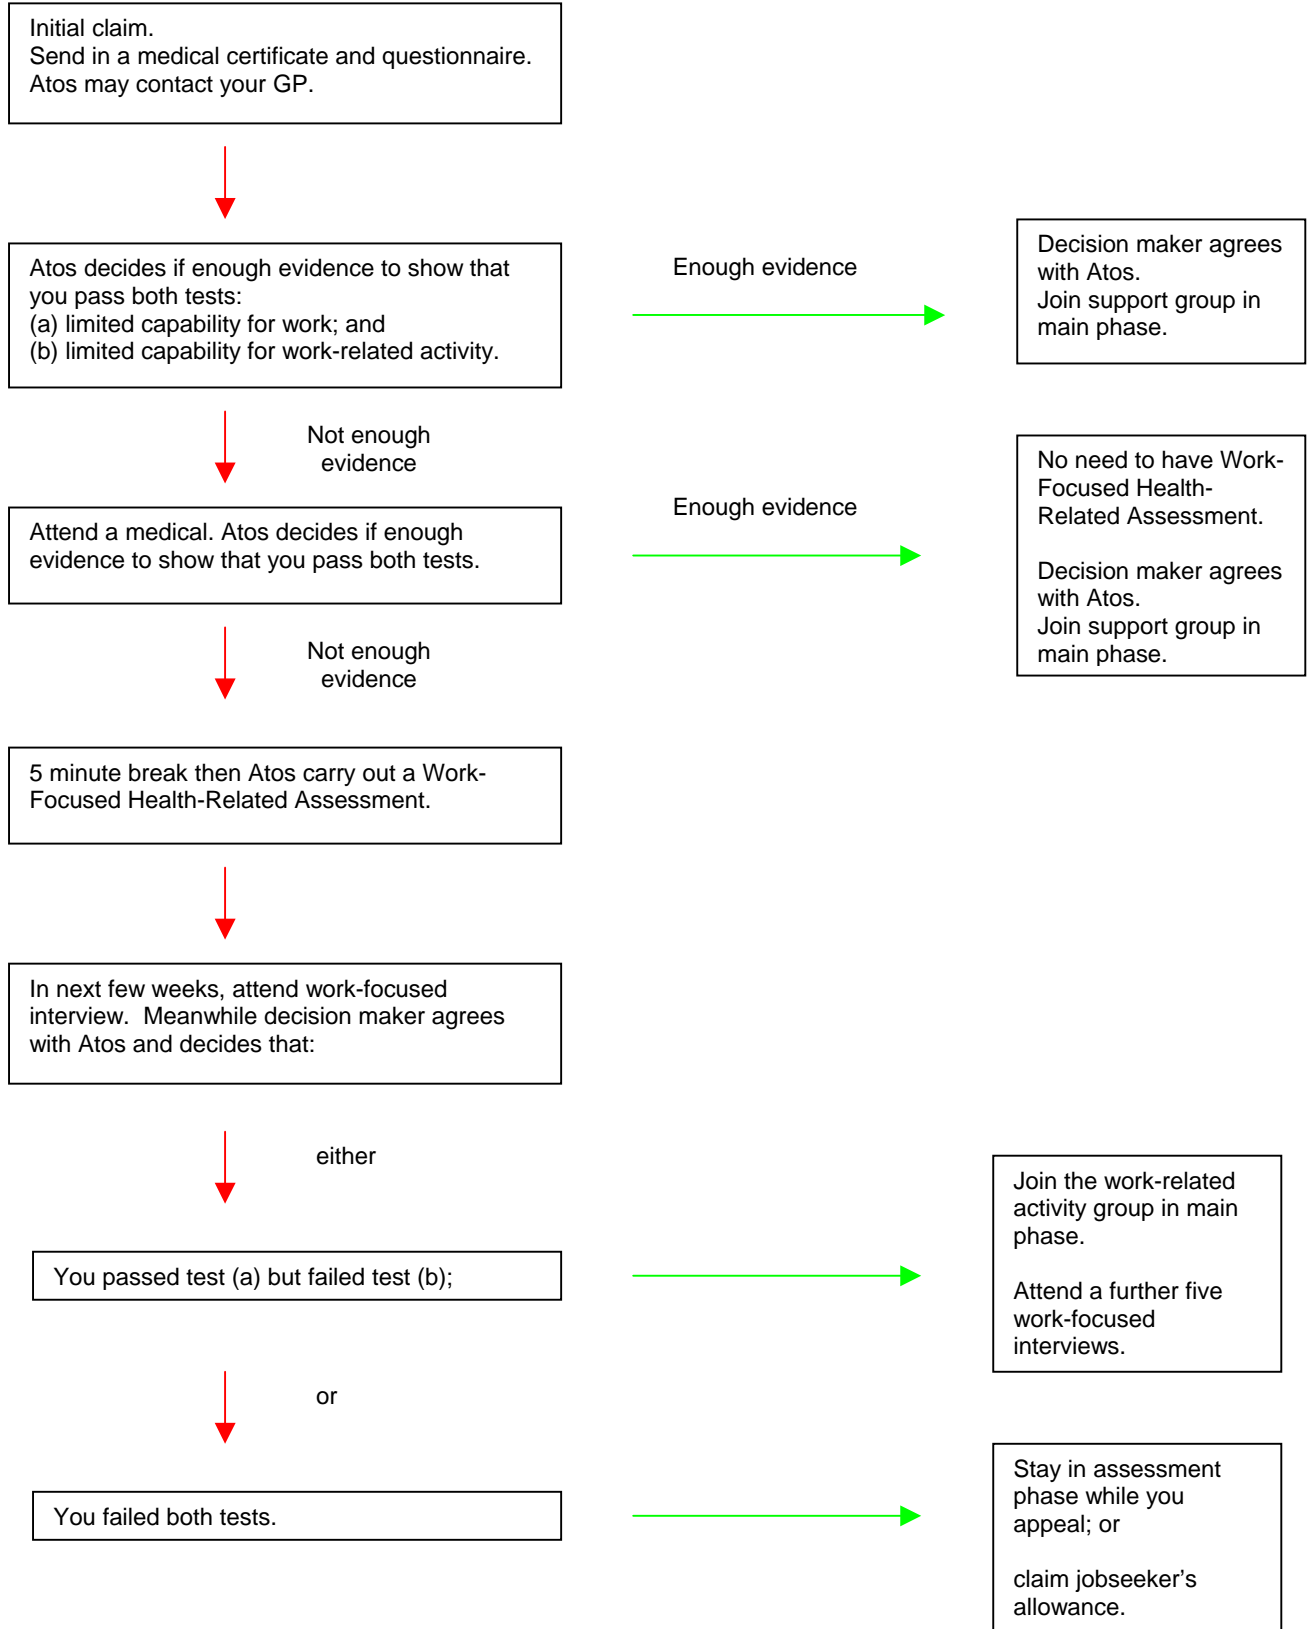 Initial claim.
Send in a medical certificate and questionnaire.
Atos may contact your GP.
Atos decides if enough evidence to show that
you pass both tests:
(a) limited capability for work; and
(b) limited capability for work-related activity.
Enough evidence
Decision maker agrees
with Atos.
Join support group in
main phase.
Not enough
evidence
Attend a medical. Atos decides if enough
evidence to show that you pass both tests.
Enough evidence
No need to have Work-
Focused Health-
Related Assessment.
Decision maker agrees
with Atos.
Join support group in
main phase.
Not enough
evidence
5 minute break then Atos carry out a Work-
Focused Health-Related Assessment.
In next few weeks, attend work-focused
interview.  Meanwhile decision maker agrees
with Atos and decides that:
either
You passed test (a) but failed test (b);
Join the work-related
activity group in main
phase.
Attend a further five
work-focused
interviews.
or
You failed both tests.
Stay in assessment
phase while you
appeal; or
claim jobseeker's
allowance.